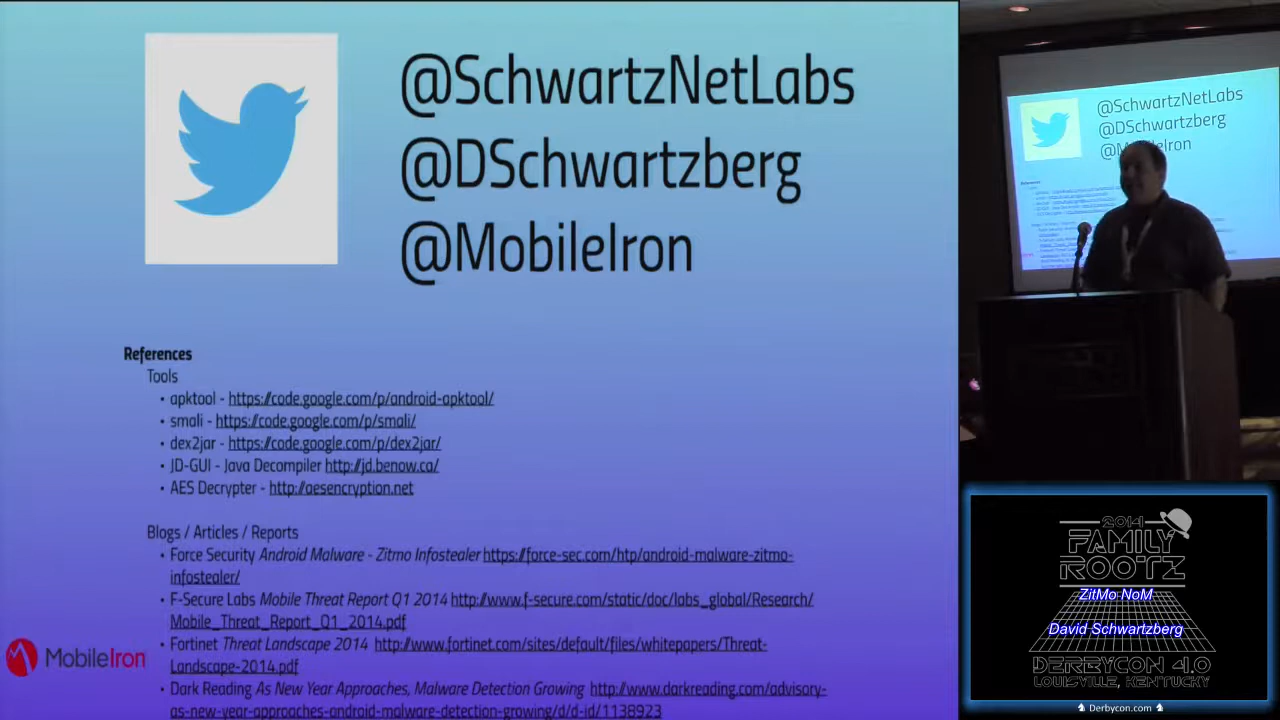 @SchwartzNetLabs
@DSchwartzberg
@MobileIron
References
Tools
• apktool - https://code.google.com/p/android-apktool/
• smali - https://code.google.com/p/smali/
• dex2jar - https://code.google.com/p/dex2jar/
• JD-GUI - Java Decompiler http://jd.benow.ca/
• AES Decrypter - http://aesencryption.net
Blogs / Articles / Reports
• Force Security Android Malware - Zitmo Infostealer https://force-sec.com/htp/android-malware-zitmo-
infostealer/
• F-Secure Labs Mobile Threat Report Q1 2014 http://www.f-secure.com/static/doc/labs_global/Research/
Mobile_Threat_Report_Q1_2014.pdf
• Fortinet Threat Landscape 2014 http://www.fortinet.com/sites/default/files/whitepapers/Threat-
Landscape-2014.pdf
• Dark Reading As New Year Approaches, Malware Detection Growing http://www.darkreading.com/advisory-
as-new-year-approaches-android-malware-detection-growing/d/d-id/1138923
MobileIron
@SchwartzNetLabs
@DSchwartzberg
2014
FAMILY
ROOTZ
ZitMo NoM
David Schwartzberg
DERBYCON 4.0
LOUISVILLE, KENTUCKY
Derbycon.com